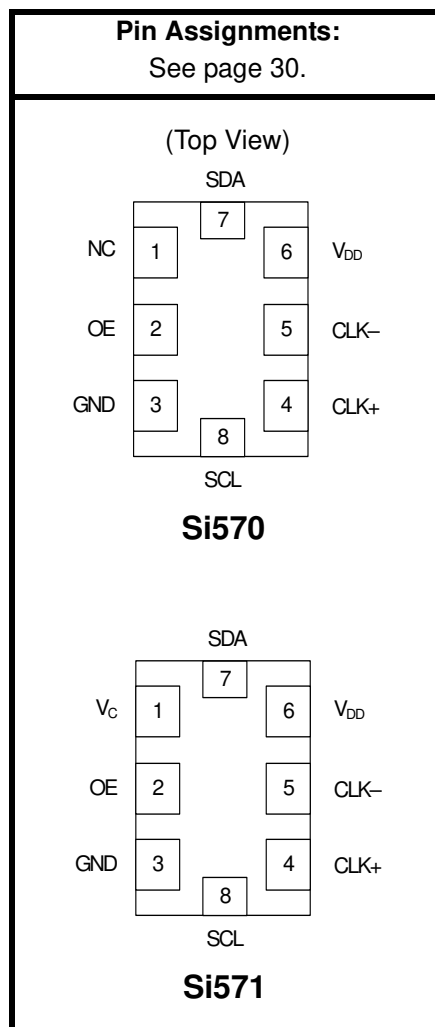 Pin Assignments:
See page 30.
(Top View)
SDA
7
NC 1 6 VDD
OE 2 5 CLK–
GND 3 4 CLK+
8
SCL
Si570
SDA
7
VC 1 6 VDD
OE 2 5 CLK–
GND 3 4 CLK+
8
SCL
Si571